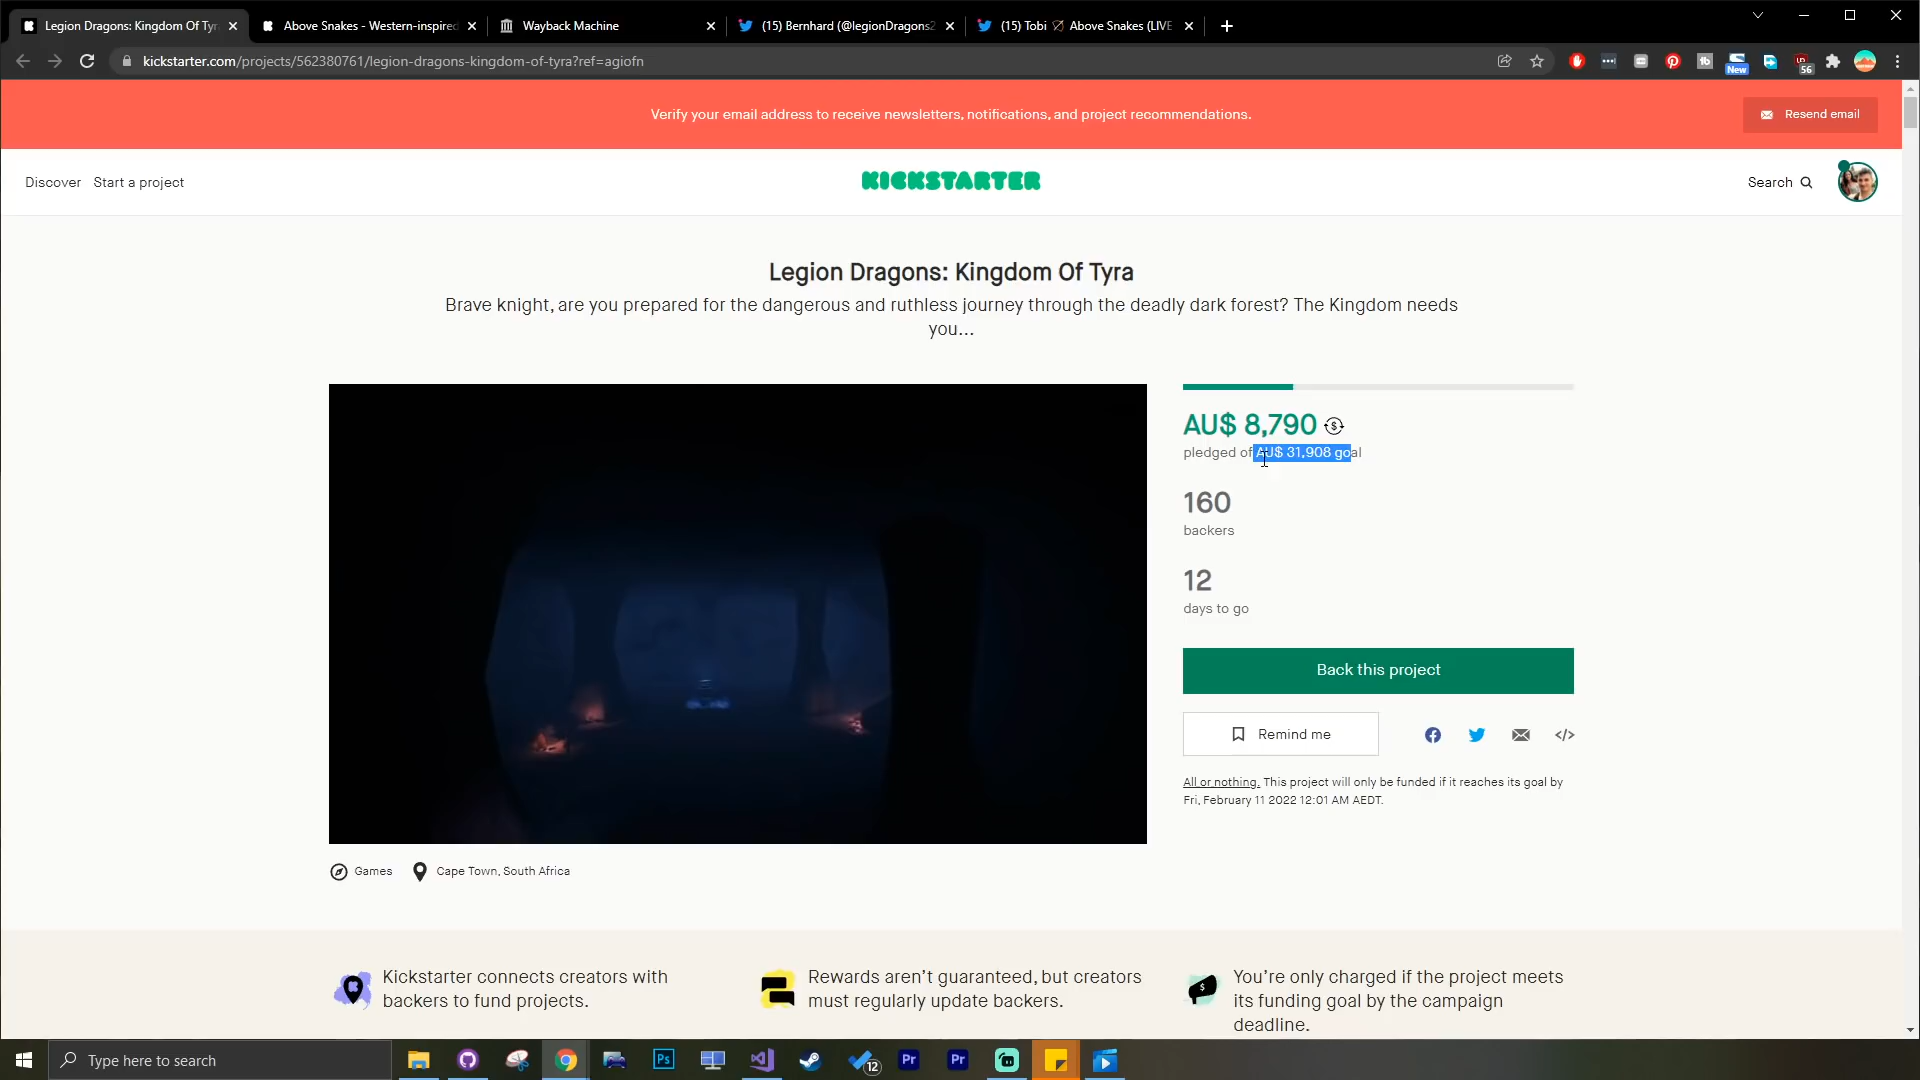 Legion Dragons: Kingdom Of Tyr
Above Snakes - Western-inspired
Wayback Machine
(15) Bernhard (@legionDragons2
(15) Tobi 🏹 Above Snakes (LIVE
kickstarter.com/projects/562380761/legion-dragons-kingdom-of-tyra?ref=agiofn
New
56
Verify your email address to receive newsletters, notifications, and project recommendations.
Resend email
Discover
Start a project
KICKSTARTER
Search
Legion Dragons: Kingdom Of Tyra
Brave knight, are you prepared for the dangerous and ruthless journey through the deadly dark forest? The Kingdom needs
you...
AU$ 8,790
pledged of AU$ 31,908 goal
160
backers
12
days to go
Back this project
Remind me
All or nothing. This project will only be funded if it reaches its goal by
Fri, February 11 2022 12:01 AM AEDT.
Games
Cape Town, South Africa
Kickstarter connects creators with
backers to fund projects.
Rewards aren't guaranteed, but creators
must regularly update backers.
You're only charged if the project meets
its funding goal by the campaign
deadline.
Type here to search
Ps
12
Pr
Pr